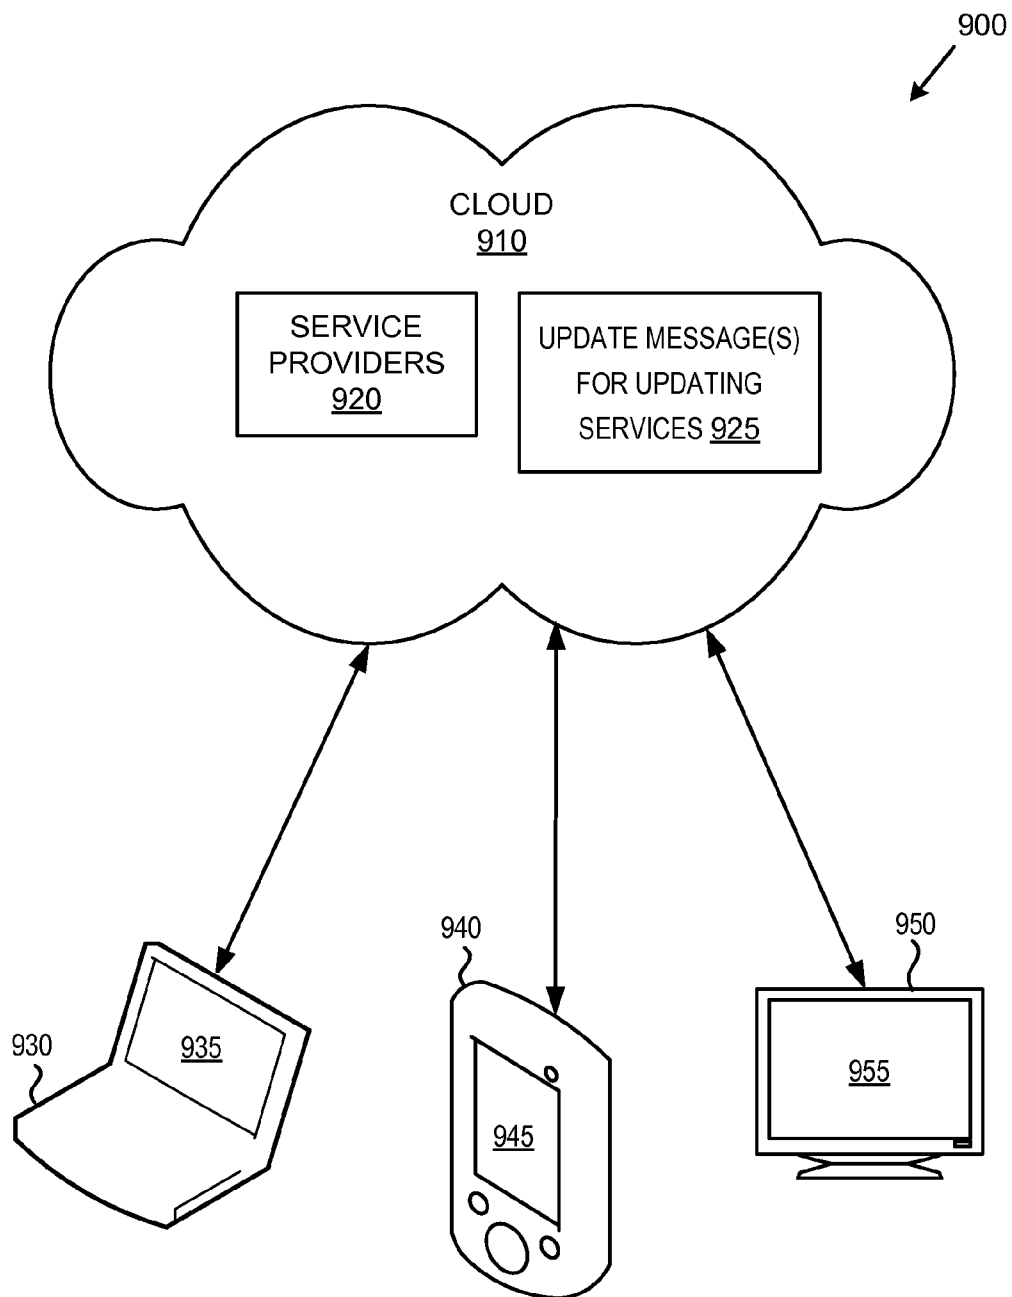 900
CLOUD
910
SERVICE
PROVIDERS
920
UPDATE MESSAGE(S)
FOR UPDATING
SERVICES 925
940
950
930
935
945
955